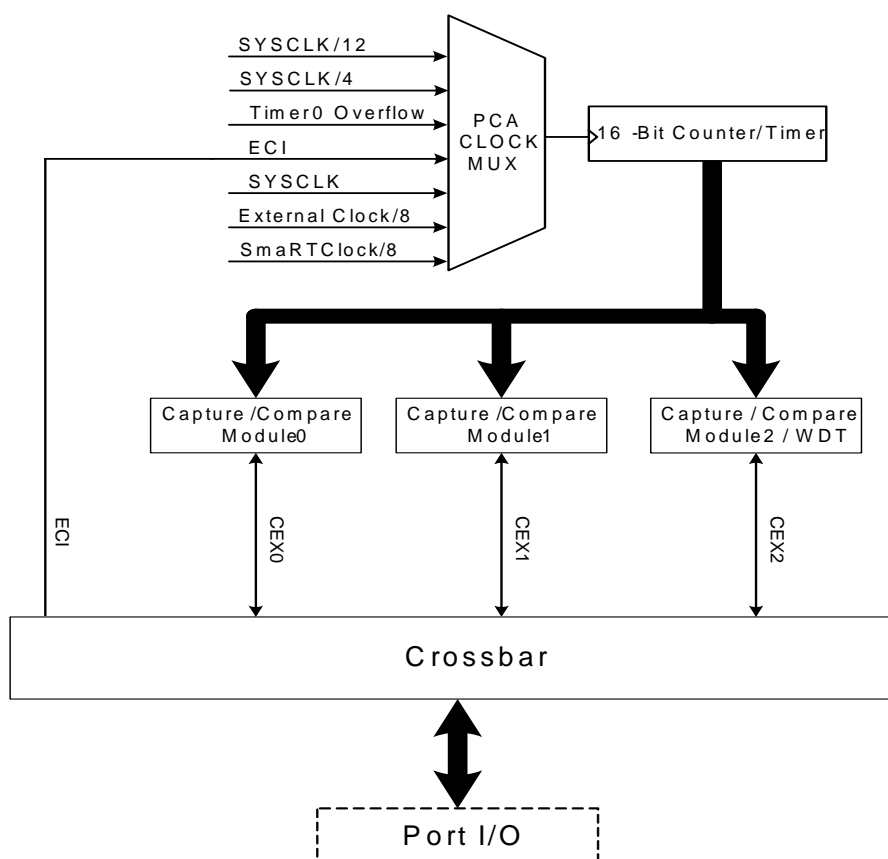 SYSCLK/12
SYSCLK/4
Timer0 Overflow
ECI
SYSCLK
External Clock/8
SmaRTClock/8
PCA
CLOCK
MUX
16 -Bit Counter/Timer
Capture /Compare
Module0
Capture /Compare
Module1
Capture / Compare
Module2 / WDT
ECI
CEX0
CEX1
CEX2
Crossbar
Port I/O